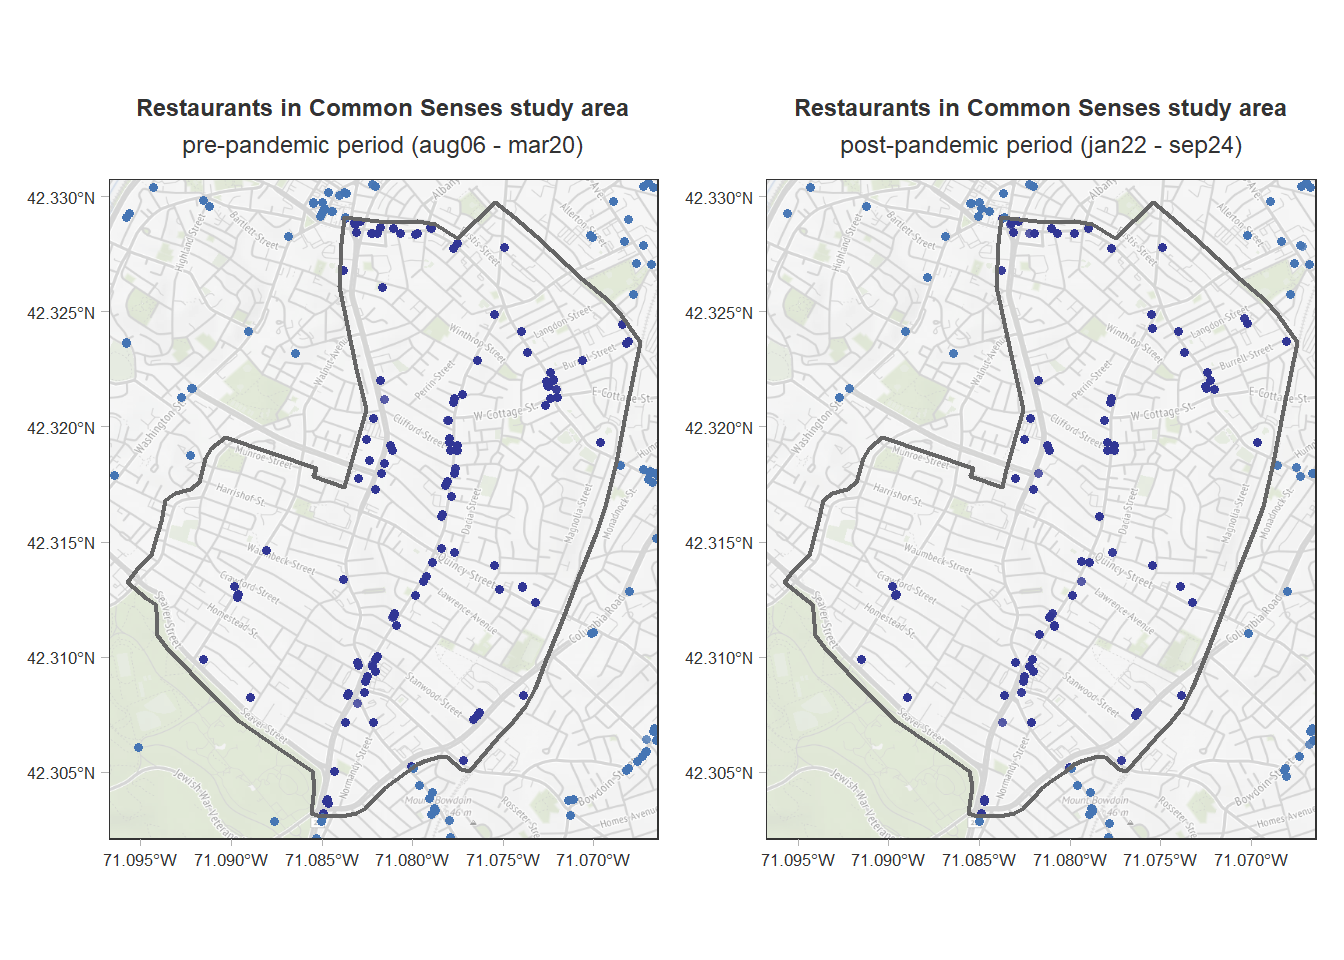 Restaurants in Common Senses study area
pre-pandemic period (aug06 - mar20)
42.330°N
42.325°N
42.320°N
42.315°N
42.310°N
42.305°N
71.095°W
71.090°W
71.085°W
71.080°W
71.075°W
71.070°W
Albany
Highland-Street
Bartlett-Street
Allerton-St.
Walnut-Avenue
Winthrop-Street
Langdon-Street
Perrin-Street
Burrell-Street
E-Cottage-St.
W-Cottage-St.
Clifford-Street
Washington-St.
Munroe-Street
Harrishof-St.
Dacia-Street
Magnolia-Street
Monadnock-St.
Waumbeck-Street
Quincy-Street
Crawford-Street
Lawrence-Avenue
Homestead-St.
Seaver-Street
Columbia-Road
Stanwood-Street
Seaver-Street
Normandy-Street
Jewish-War-Veterans
Mount-Bowdoin
46-m
Rosseter-Street
Bowdoin-St.
Homes-Avenue
Restaurants in Common Senses study area
post-pandemic period (jan22 - sep24)
42.330°N
42.325°N
42.320°N
42.315°N
42.310°N
42.305°N
71.095°W
71.090°W
71.085°W
71.080°W
71.075°W
71.070°W
Albany
Highland-Street
Bartlett-Street
Allerton-St.
Walnut-Avenue
Winthrop-Street
Langdon-Street
Perrin-Street
Burrell-Street
E-Cottage-St.
W-Cottage-St.
Clifford-Street
Washington-St.
Munroe-Street
Harrishof-St.
Dacia-Street
Magnolia-Street
Monadnock-St.
Waumbeck-Street
Quincy-Street
Crawford-Street
Lawrence-Avenue
Homestead-St.
Seaver-Street
Columbia-Road
Stanwood-Street
Seaver-Street
Normandy-Street
Jewish-War-Veterans
Mount-Bowdoin
46-m
Rosseter-Street
Bowdoin-St.
Homes-Avenue